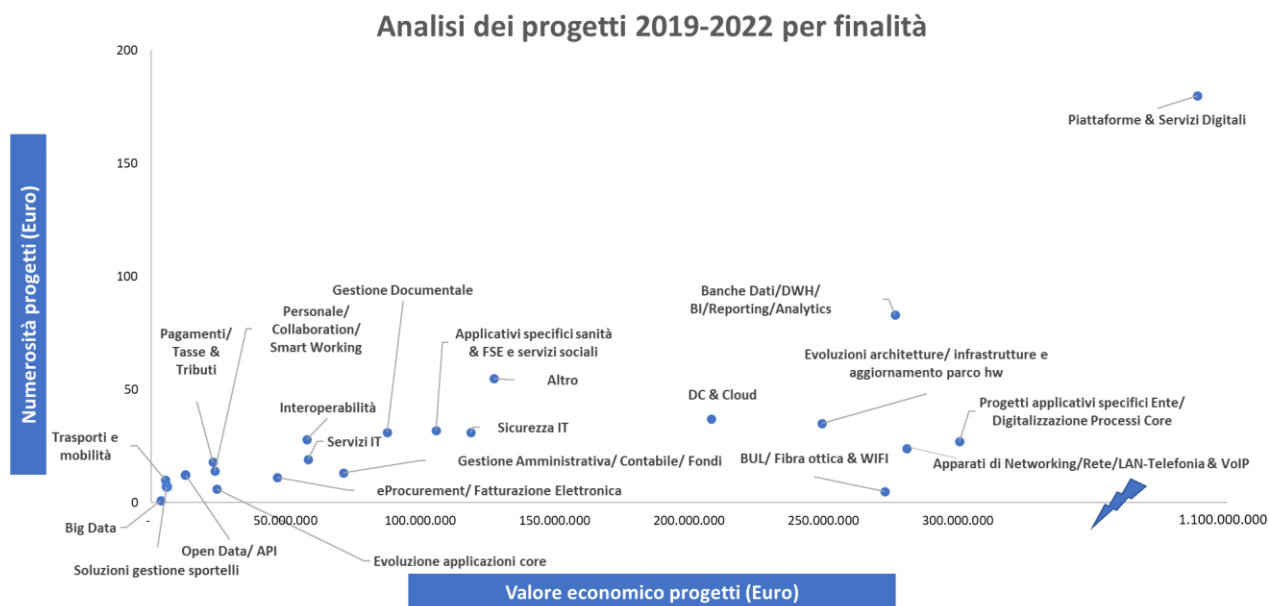 Analisi dei progetti 2019-2022 per finalità
Numerosità progetti (Euro)
200
150
100
50
0
Piattaforme & Servizi Digitali
Gestione Documentale
Banche Dati/DWH/
BI/Reporting/Analytics
Personale/
Collaboration/
Smart Working
Pagamenti/
Tasse &
Tributi
Applicativi specifici sanità
& FSE e servizi sociali
Evoluzioni architetture/ infrastrutture e
aggiornamento parco hw
Altro
DC & Cloud
Progetti applicativi specifici Ente/
Digitalizzazione Processi Core
Interoperabilità
Servizi IT
Sicurezza IT
Trasporti e
mobilità
Gestione Amministrativa/ Contabile/ Fondi
BUL/ Fibra ottica & WIFI
Apparati di Networking/Rete/LAN-Telefonia & VoIP
eProcurement/ Fatturazione Elettronica
-
50.000.000
100.000.000
150.000.000
200.000.000
250.000.000
300.000.000
1.100.000.000
Big Data
Open Data/ API
Soluzioni gestione sportelli
Evoluzione applicazioni core
Valore economico progetti (Euro)